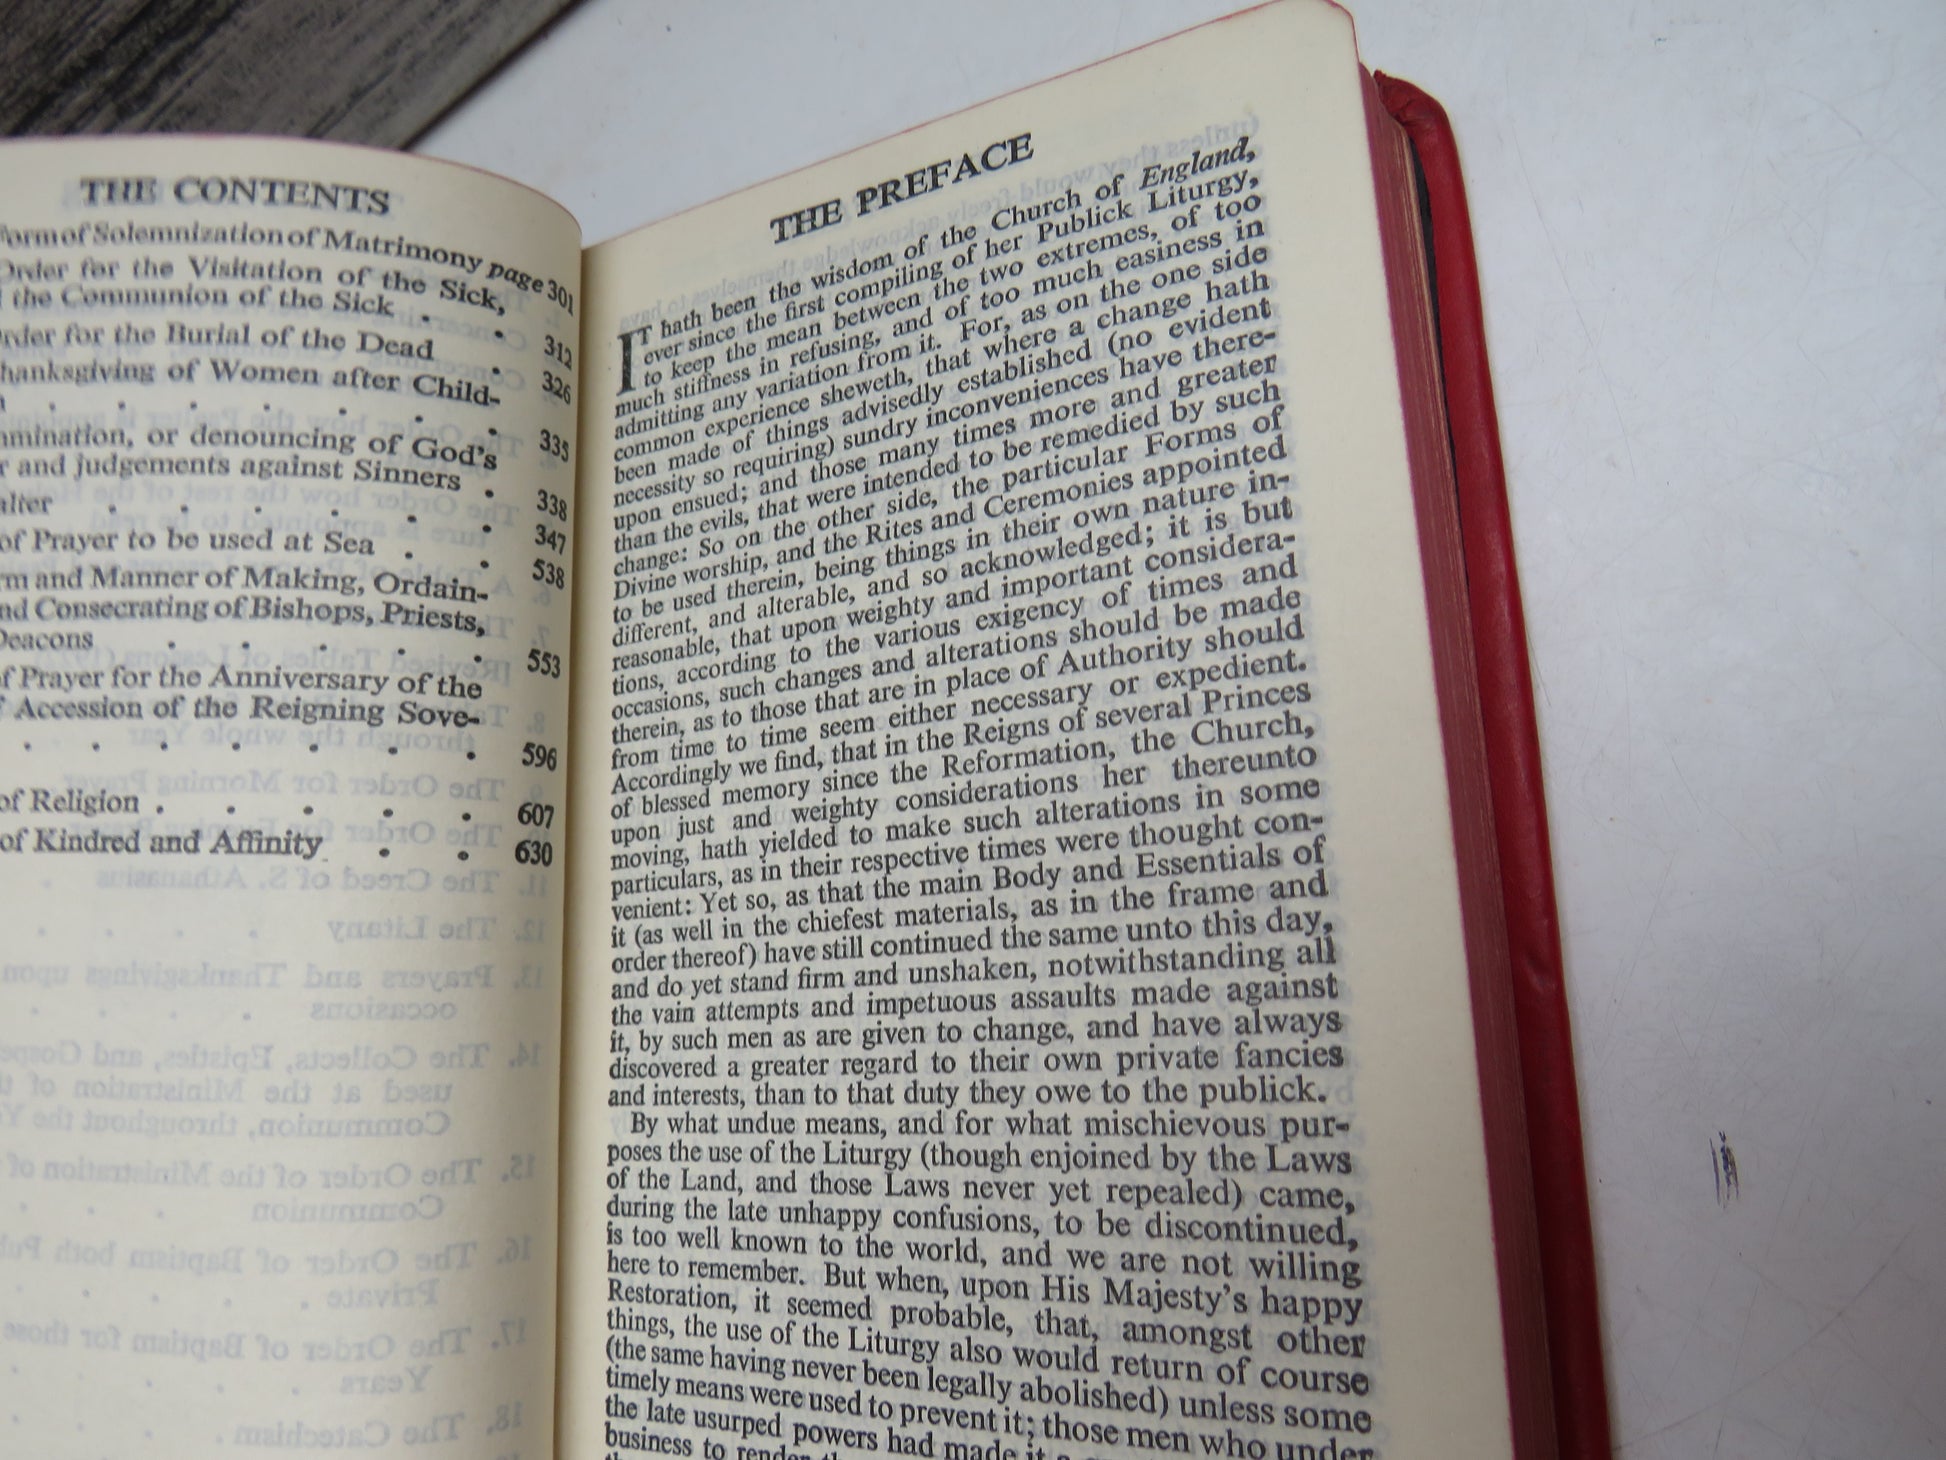 THE CONTENTS
Form of Solemnization of Matrimony page 301
Order for the Visitation of the Sick,
the Communion of the Sick . . 312
Order for the Burial of the Dead . 326
Thanksgiving of Women after Child-
. . . . . . . 335
mmination, or denouncing of God's
r and judgements against Sinners . 338
alter . . . . . . 347
of Prayer to be used at Sea . . 538
rm and Manner of Making, Ordain-
nd Consecrating of Bishops, Priests,
Deacons . . . . . 553
of Prayer for the Anniversary of the
Accession of the Reigning Sove-
. . . . . . . 596
of Religion . . . . . 607
of Kindred and Affinity . . 630
THE PREFACE
IT hath been the wisdom of the Church of England,
ever since the first compiling of her Publick Liturgy,
to keep the mean between the two extremes, of too
much stiffness in refusing, and of too much easiness in
admitting any variation from it. For, as on the one side
common experience sheweth, that where a change hath
been made of things advisedly established (no evident
necessity so requiring) sundry inconveniences have there-
upon ensued; and those many times more and greater
than the evils, that were intended to be remedied by such
change: So on the other side, the particular Forms of
Divine worship, and the Rites and Ceremonies appointed
to be used therein, being things in their own nature in-
different, and alterable, and so acknowledged; it is but
reasonable, that upon weighty and important considera-
tions, according to the various exigency of times and
occasions, such changes and alterations should be made
therein, as to those that are in place of Authority should
from time to time seem either necessary or expedient.
Accordingly we find, that in the Reigns of several Princes
of blessed memory since the Reformation, the Church,
upon just and weighty considerations her thereunto
moving, hath yielded to make such alterations in some
particulars, as in their respective times were thought con-
venient: Yet so, as that the main Body and Essentials of
it (as well in the chiefest materials, as in the frame and
order thereof) have still continued the same unto this day,
and do yet stand firm and unshaken, notwithstanding all
the vain attempts and impetuous assaults made against
it, by such men as are given to change, and have always
discovered a greater regard to their own private fancies
and interests, than to that duty they owe to the publick.
By what undue means, and for what mischievous pur-
poses the use of the Liturgy (though enjoined by the Laws
of the Land, and those Laws never yet repealed) came,
during the late unhappy confusions, to be discontinued,
is too well known to the world, and we are not willing
here to remember. But when, upon His Majesty's happy
Restoration, it seemed probable, that, amongst other
things, the use of the Liturgy also would return of course
(the same having never been legally abolished) unless some
timely means were used to prevent it; those men who under
the late usurped powers had made it a
business to render